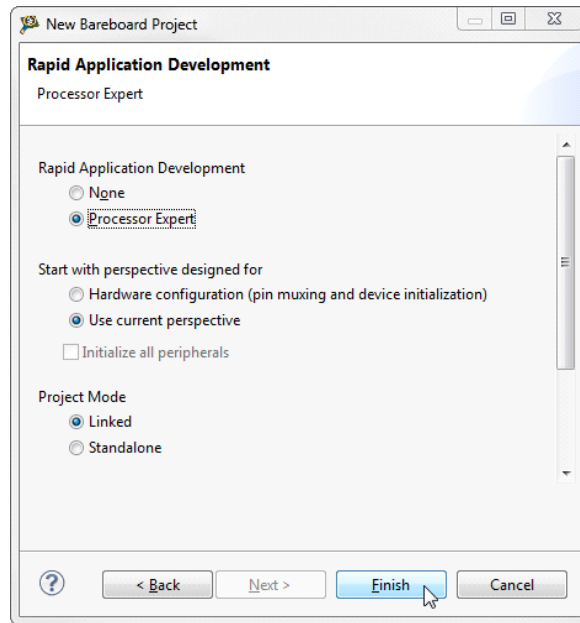 New Bareboard Project
Rapid Application Development
Processor Expert
Rapid Application Development
None
Processor Expert
Start with perspective designed for
Hardware configuration (pin muxing and device initialization)
Use current perspective
Initialize all peripherals
Project Mode
Linked
Standalone
? < Back Next > Finish Cancel